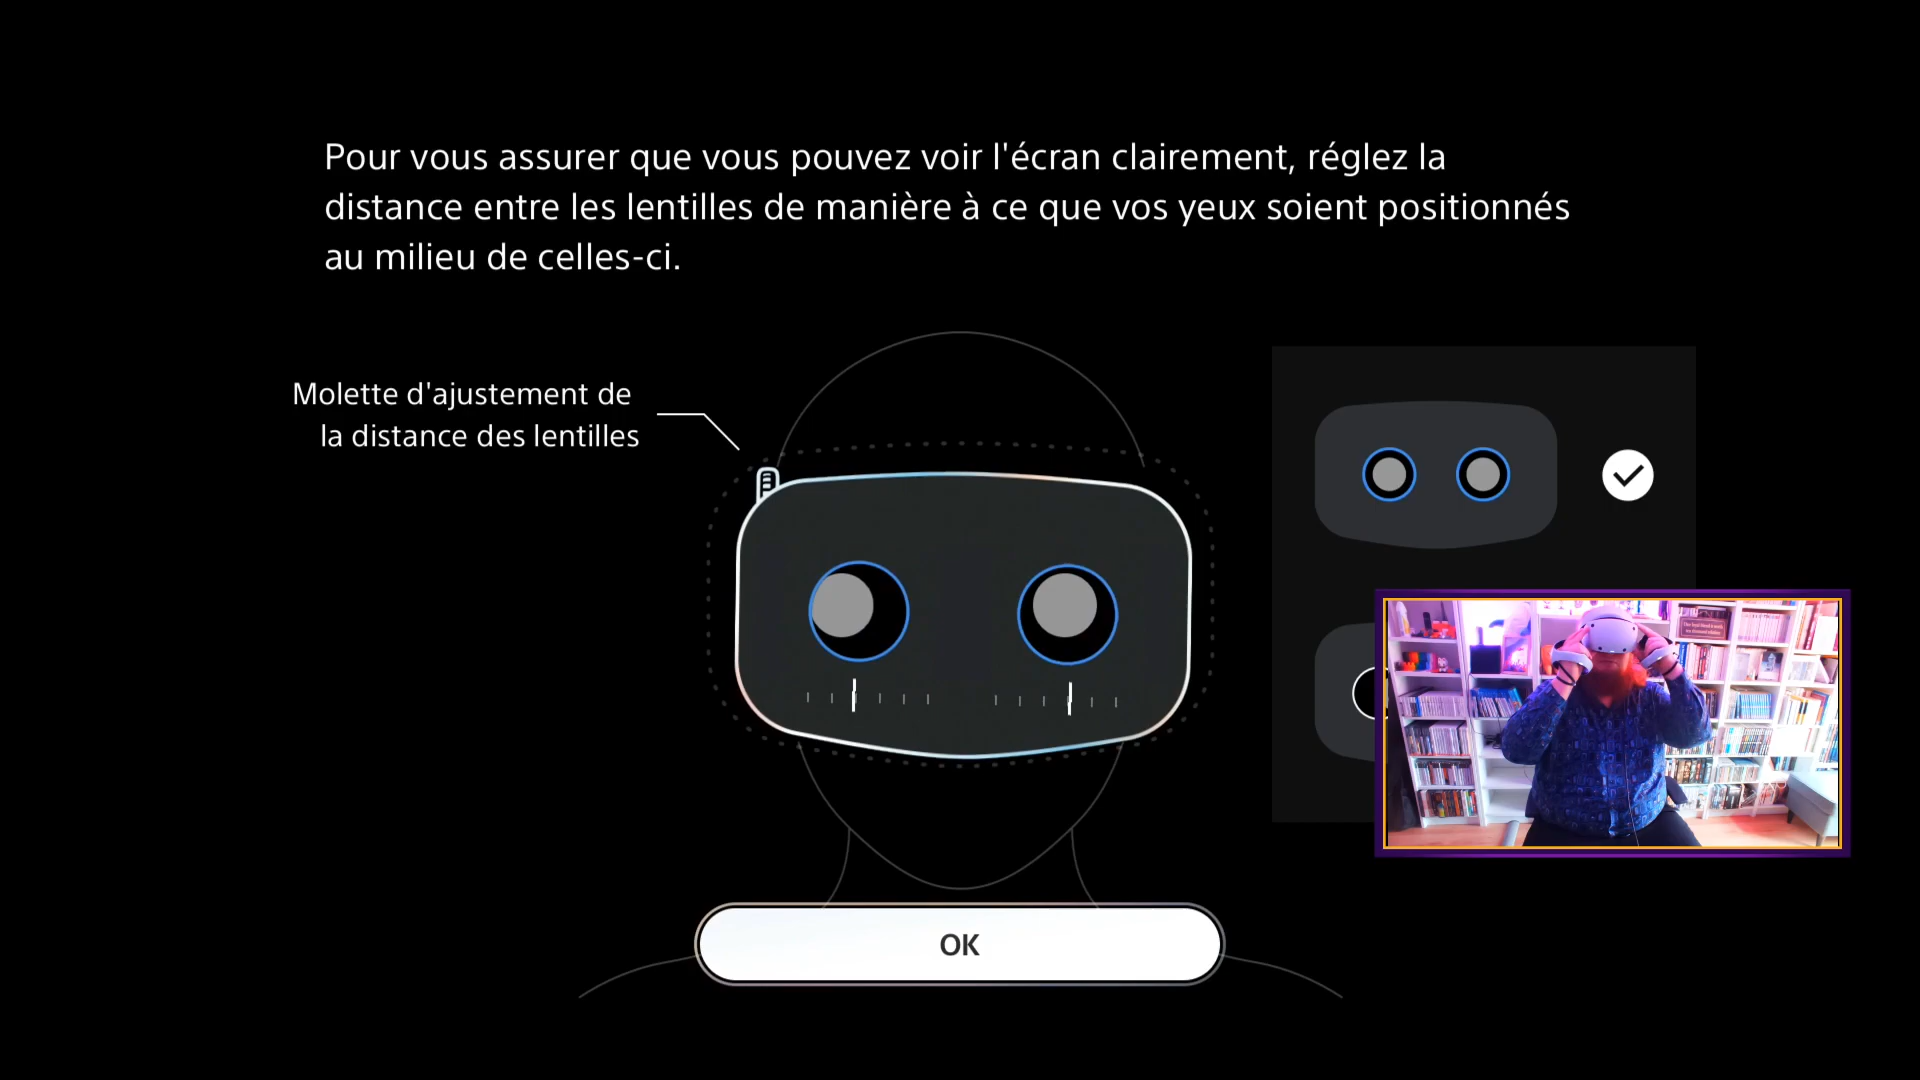 Pour vous assurer que vous pouvez voir l'écran clairement, réglez la
distance entre les lentilles de manière à ce que vos yeux soient positionnés
au milieu de celles-ci.
Molette d'ajustement de
la distance des lentilles
OK